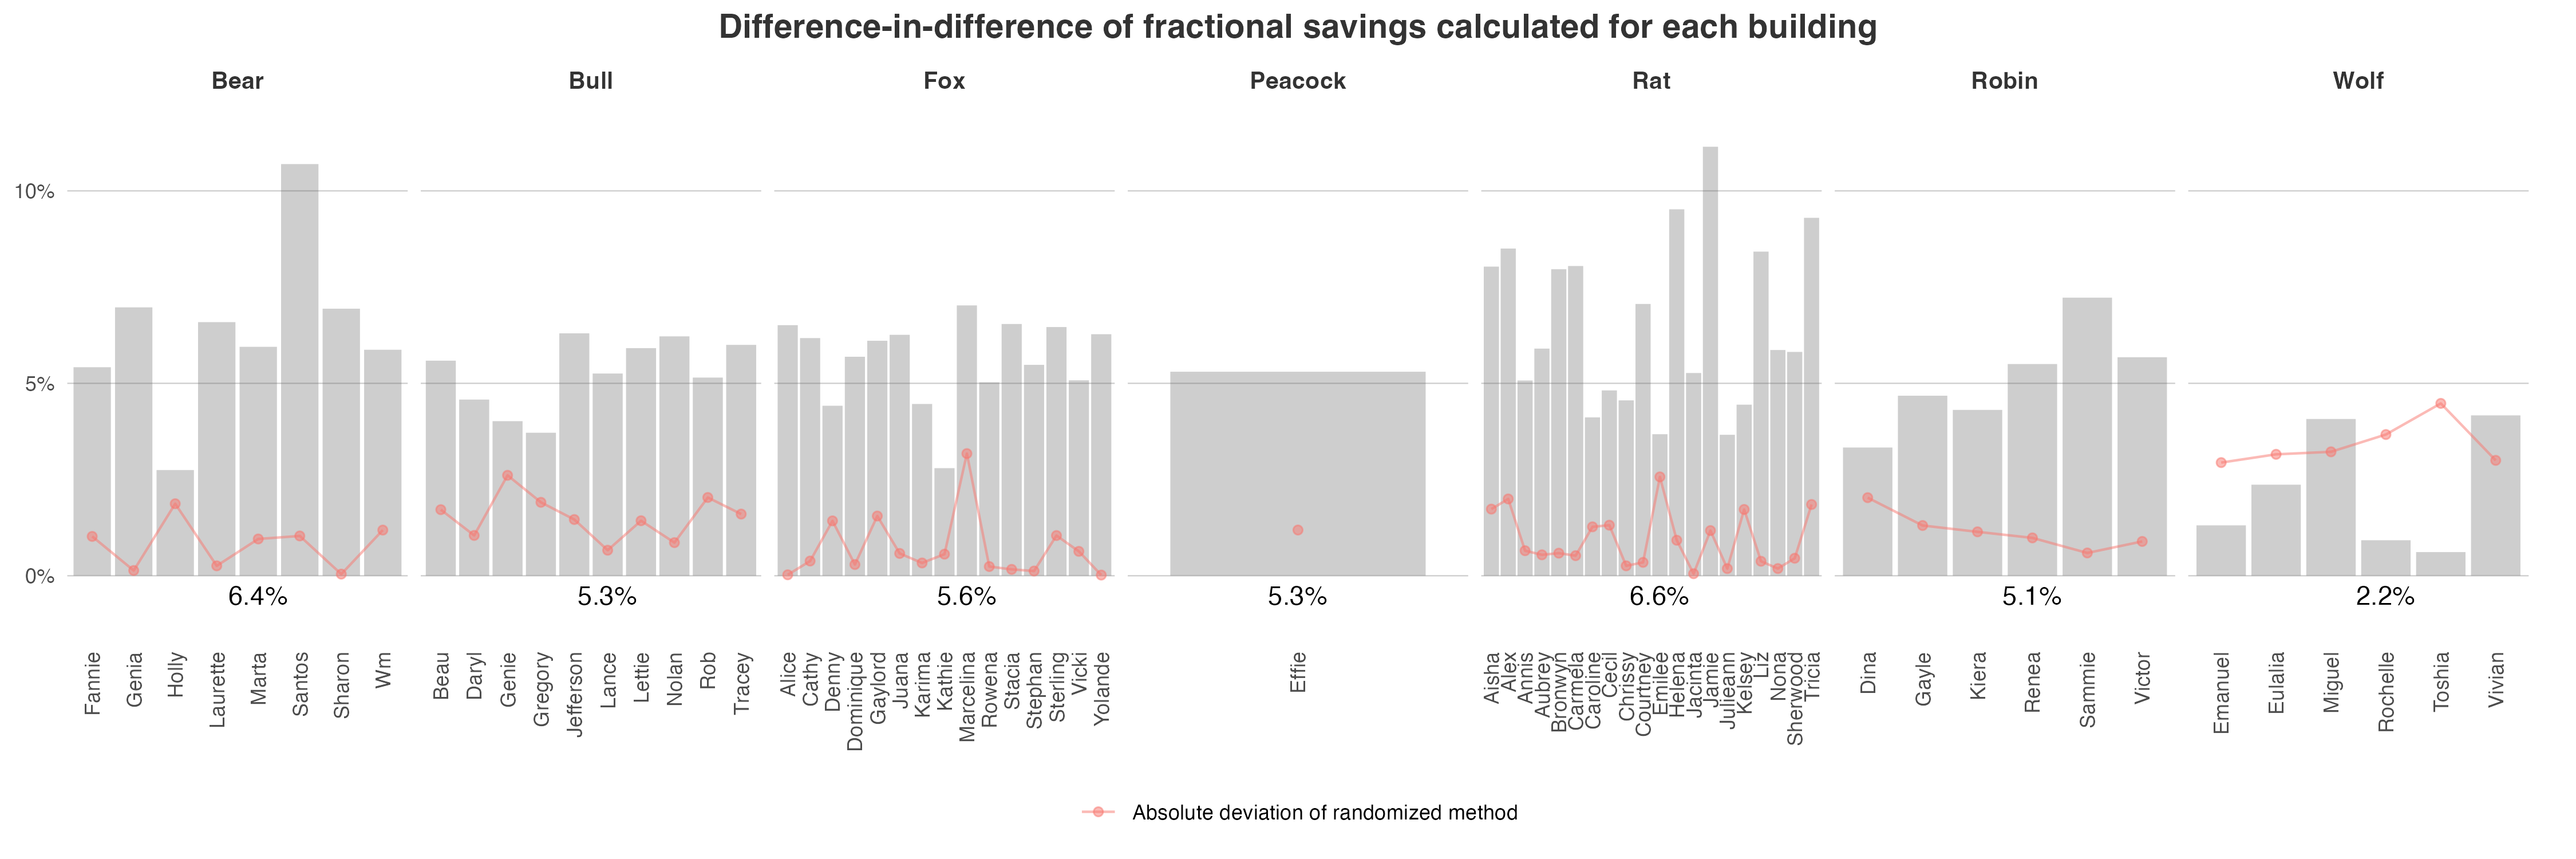 Difference-in-difference of fractional savings calculated for each building
Bear Bull Fox Peacock Rat Robin Wolf
10%
5%
0%
6.4% 5.3% 5.6% 5.3% 6.6% 5.1% 2.2%
Fannie Genia Holly Laurette Marta Santos Sharon Wm Beau Daryl Genie Gregory Jefferson Lance Lettie Nolan Rob Tracey Alice Cathy Denny Dominique Gaylord Juana Karima Kathie Marcelina Rowena Stacia Stephan Sterling Vicki Yolande Effie Aisha Alex Annis Aubrey Bronwyn Carmela Caroline Cecil Chrissy Courtney Emilee Helena Jacinta Jamie Julieann Kelsey Liz Nona Sherwood Tricia Dina Gayle Kiera Renea Sammie Victor Emanuel Eulalia Miguel Rochelle Toshia Vivian
Absolute deviation of randomized method